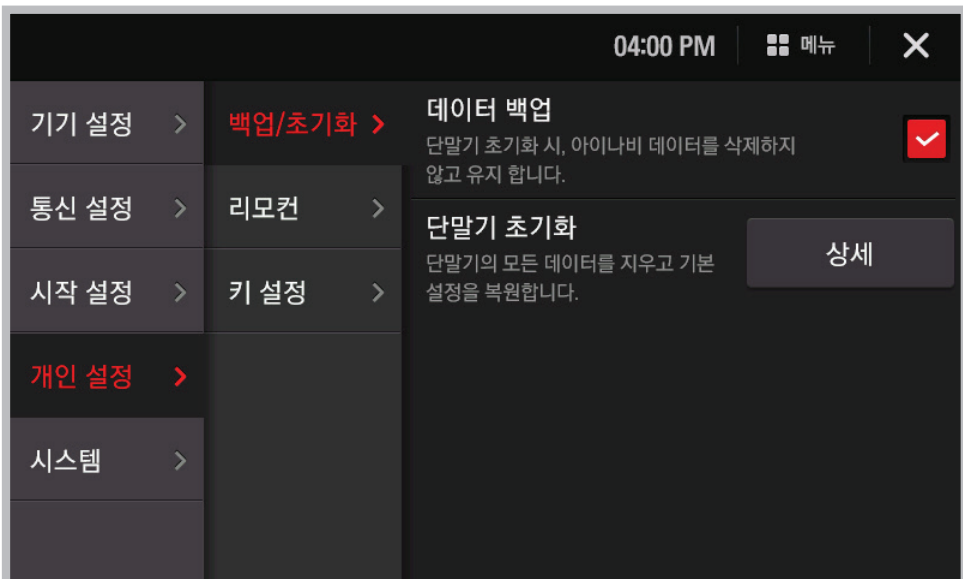 04:00 PM
메뉴
기기 설정
통신 설정
시작 설정
개인 설정
시스템
백업/초기화
리모컨
키 설정
데이터 백업
단말기 초기화 시, 아이나비 데이터를 삭제하지
않고 유지 합니다.
단말기 초기화
단말기의 모든 데이터를 지우고 기본
설정을 복원합니다.
상세